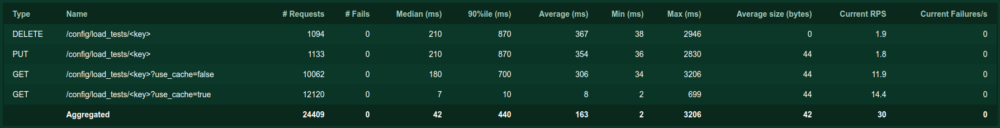 Type Name # Requests # Fails Median (ms) 90%ile (ms) Average (ms) Min (ms) Max (ms) Average size (bytes) Current RPS Current Failures/s
DELETE /config/load_tests/<key> 1094 0 210 870 367 38 2946 0 1.9 0
PUT /config/load_tests/<key> 1133 0 210 870 354 36 2830 44 1.8 0
GET /config/load_tests/<key>?use_cache=false 10062 0 180 700 306 34 3206 44 11.9 0
GET /config/load_tests/<key>?use_cache=true 12120 0 7 10 8 2 699 44 14.4 0
Aggregated 24409 0 42 440 163 2 3206 42 30 0